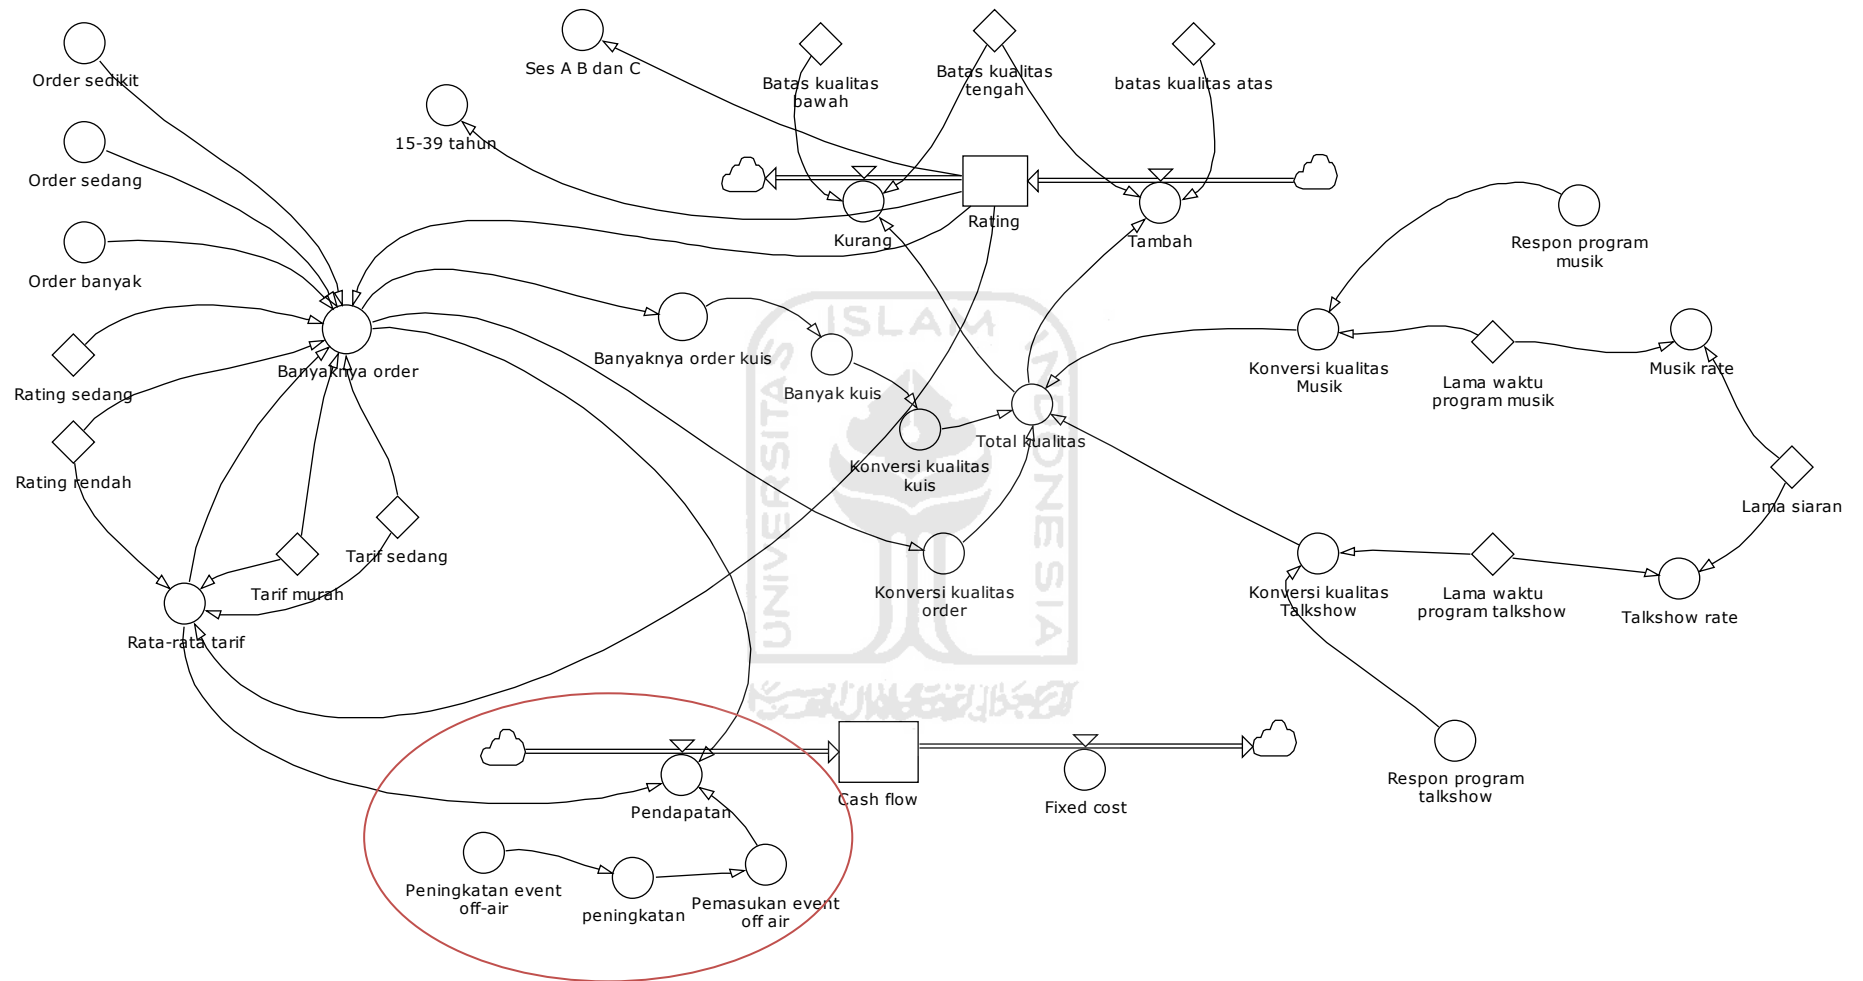 Order sedikit
Ses A B dan C
Batas kualitas
bawah
Batas kualitas
tengah
batas kualitas atas
15-39 tahun
Order sedang
Rating
Kurang
Tambah
Respon program
musik
Order banyak
ISLAM
UNIVERSITAS
INDONESIA
Banyaknya order
Banyaknya order kuis
Banyak kuis
Konversi kualitas
Musik
Lama waktu
program musik
Musik rate
Rating sedang
Rating rendah
Total kualitas
Konversi kualitas
kuis
Lama siaran
Tarif sedang
Tarif murah
Konversi kualitas
order
Konversi kualitas
Talkshow
Lama waktu
program talkshow
Talkshow rate
Rata-rata tarif
Pendapatan
Cash flow
Fixed cost
Respon program
talkshow
Peningkatan event
off-air
peningkatan
Pemasukan event
off air